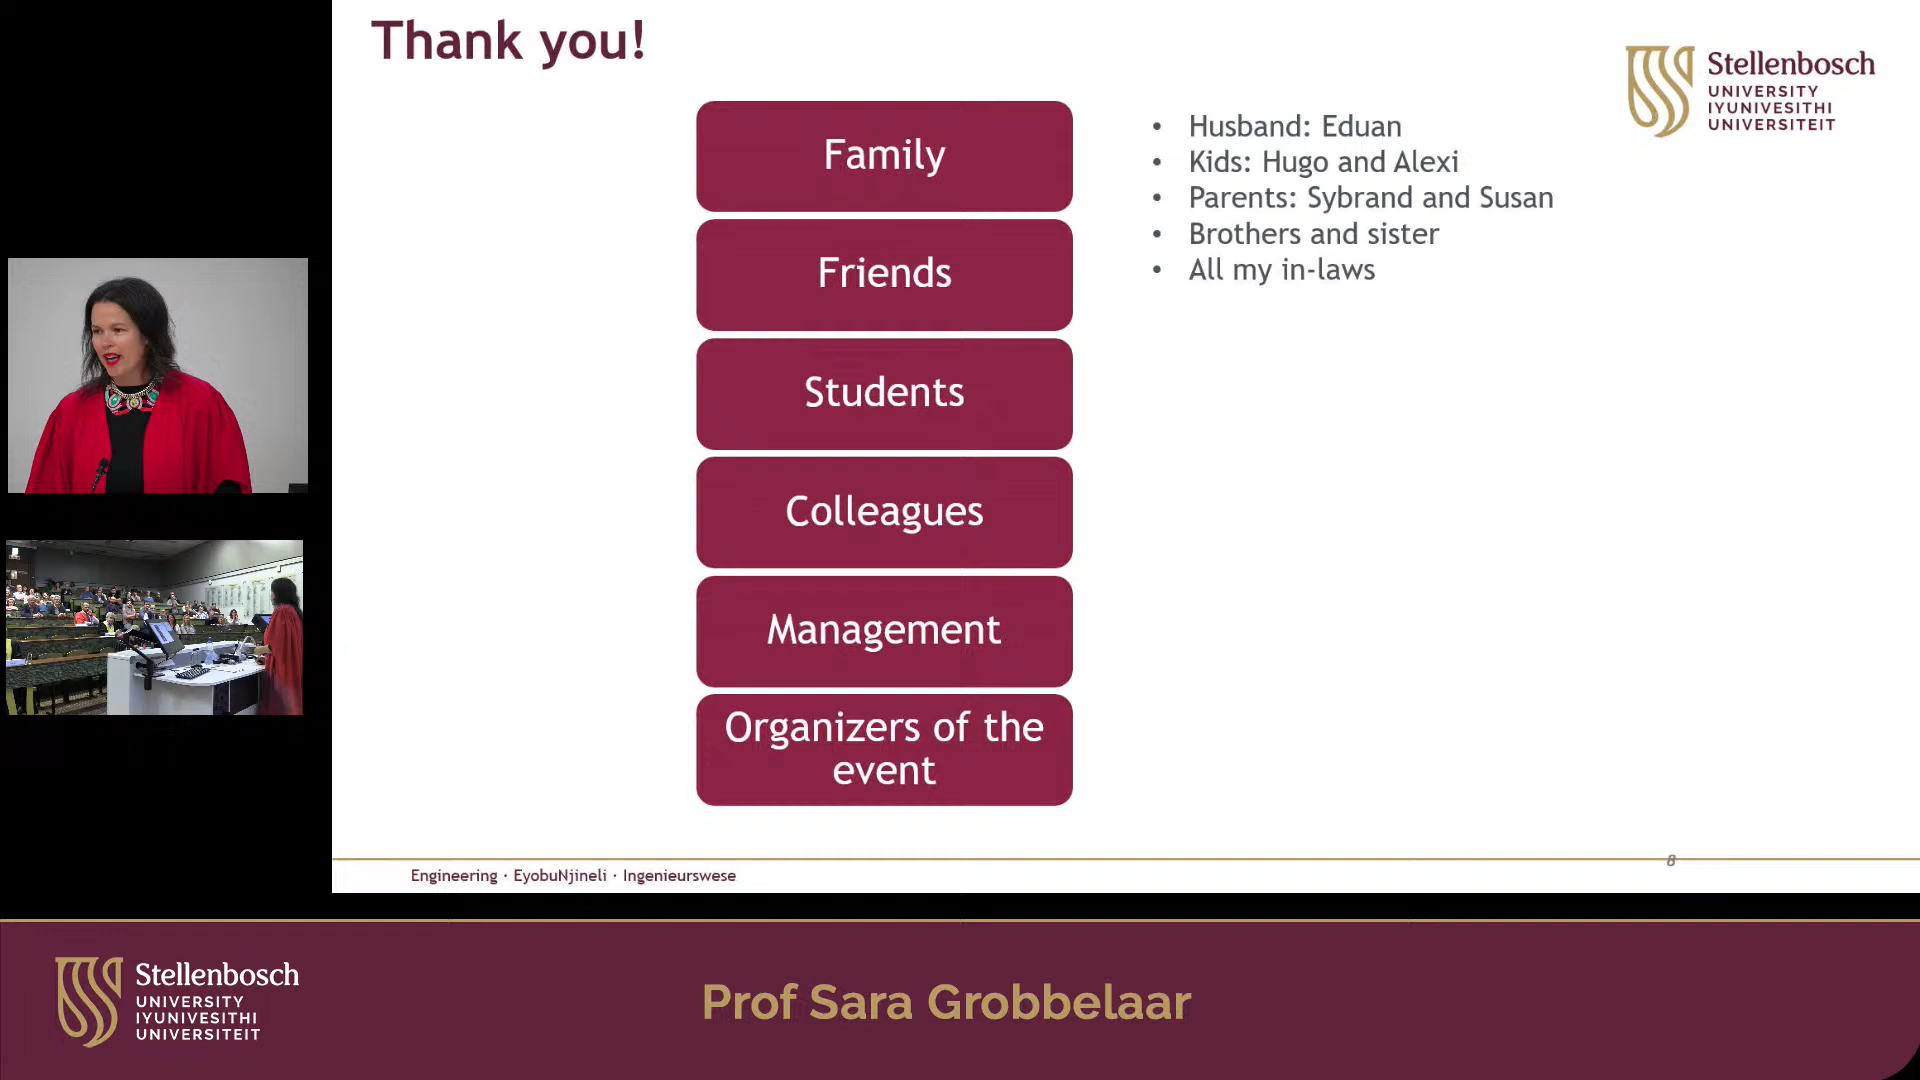 Thank you!
Stellenbosch
UNIVERSITY
IYUNIVESITHI
UNIVERSITEIT
Family
Friends
Students
Colleagues
Management
Organizers of the
event
• Husband: Eduan
• Kids: Hugo and Alexi
• Parents: Sybrand and Susan
• Brothers and sister
• All my in-laws
8
Engineering · EyobuNjineli · Ingenieurswese
Stellenbosch
UNIVERSITY
IYUNIVESITHI
UNIVERSITEIT
Prof Sara Grobbelaar